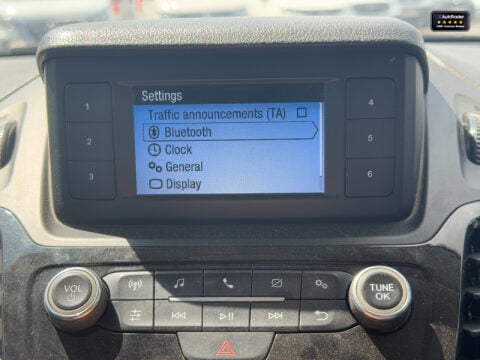 AutoTrader
Settings
Traffic announcements (TA)
Bluetooth
Clock
General
Display
1
2
3
4
5
6
VOL
TUNE
OK